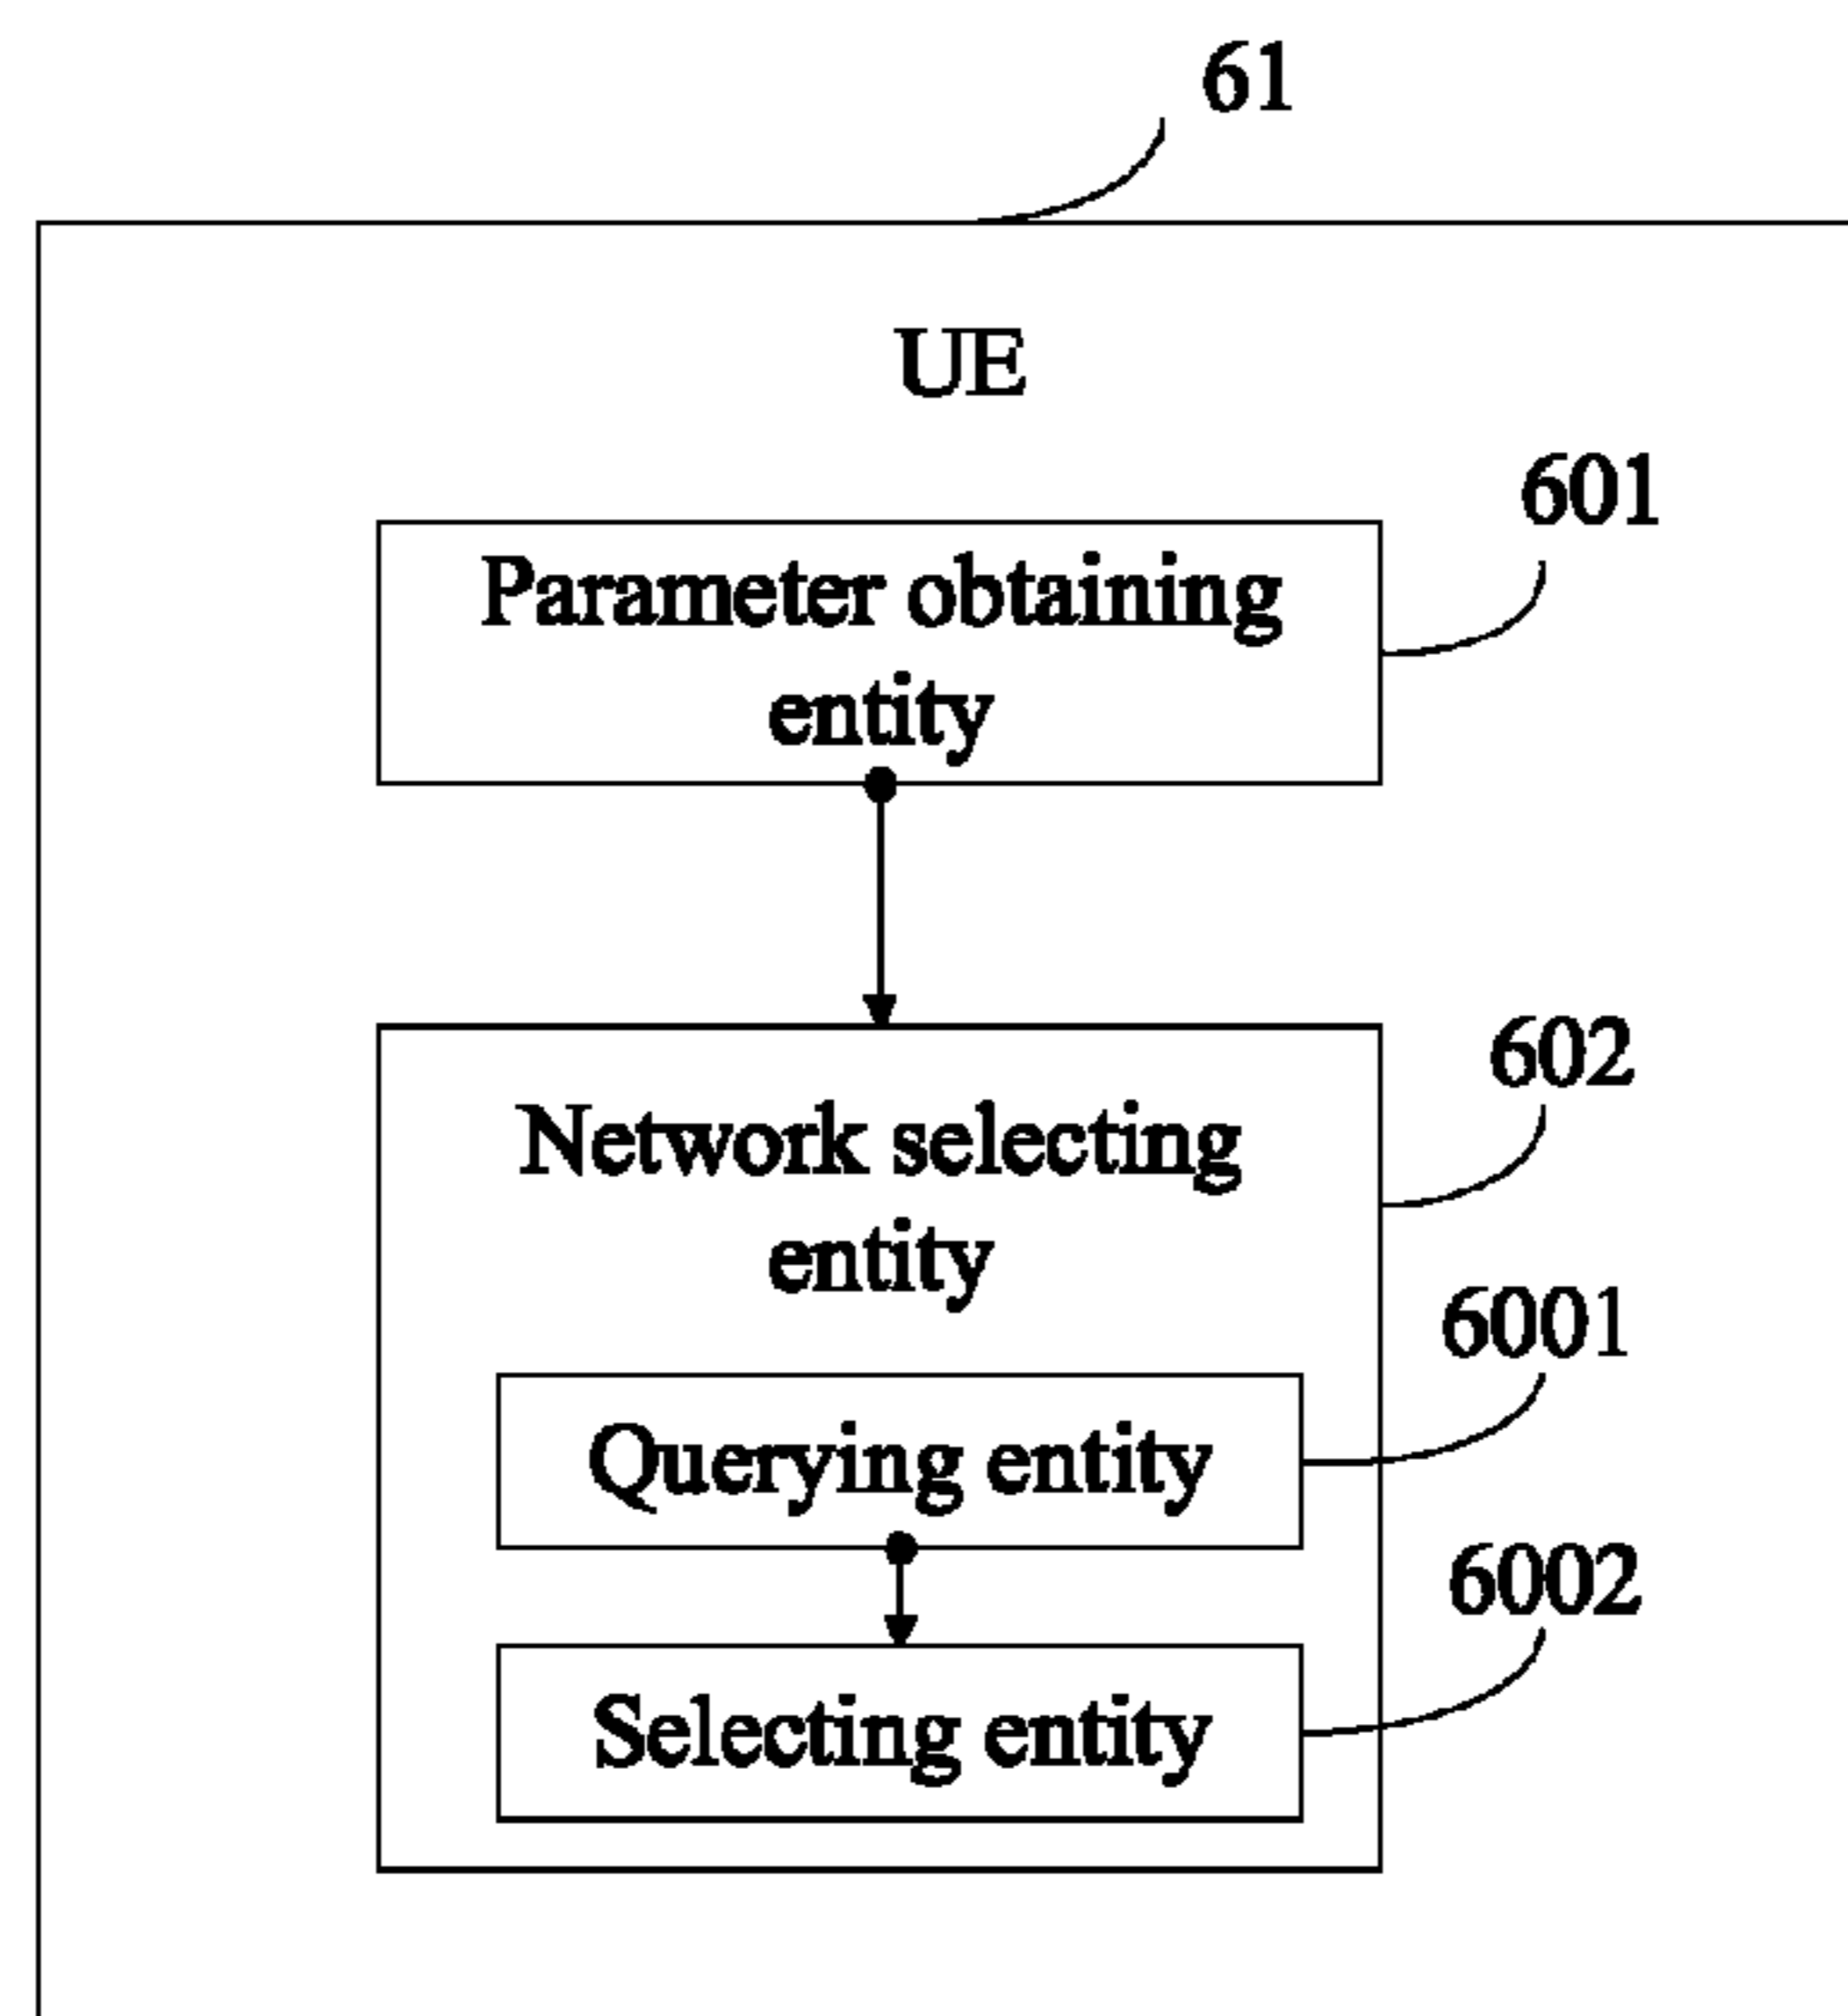 61
UE
601
Parameter obtaining
entity
602
Network selecting
entity
6001
Querying entity
6002
Selecting entity